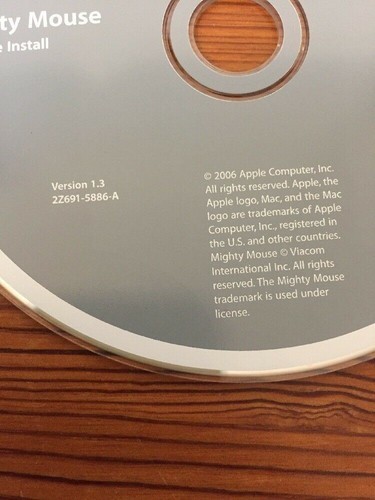 ty Mouse
e Install
Version 1.3
2Z691-5886-A
© 2006 Apple Computer, Inc.
All rights reserved. Apple, the
Apple logo, Mac, and the Mac
logo are trademarks of Apple
Computer, Inc., registered in
the U.S. and other countries.
Mighty Mouse © Viacom
International Inc. All rights
reserved. The Mighty Mouse
trademark is used under
license.